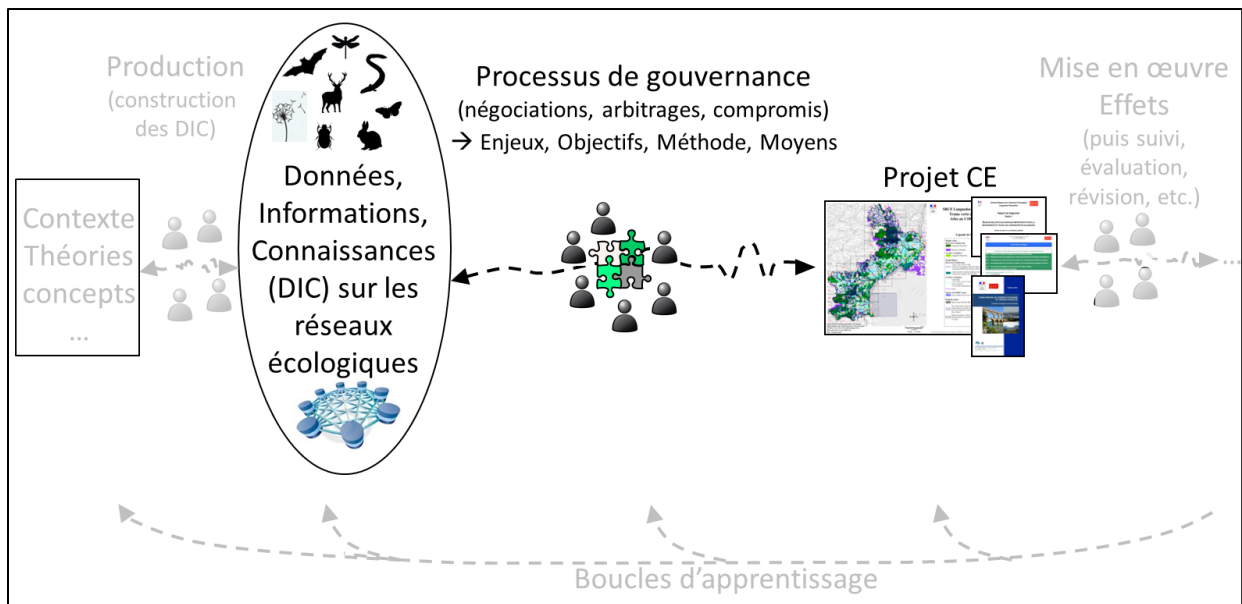 Production
(construction
des DIC)
Contexte
Théories
concepts
...
Données,
Informations,
Connaissances
(DIC) sur les
réseaux
écologiques
Processus de gouvernance
(négociations, arbitrages, compromis)
→ Enjeux, Objectifs, Méthode, Moyens
Projet CE
Mise en œuvre
Effets
(puis suivi,
évaluation,
révision, etc.)
...
Boucles d'apprentissage